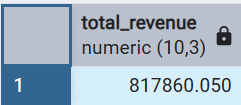 total_revenue
numeric (10,3)
1 817860.050